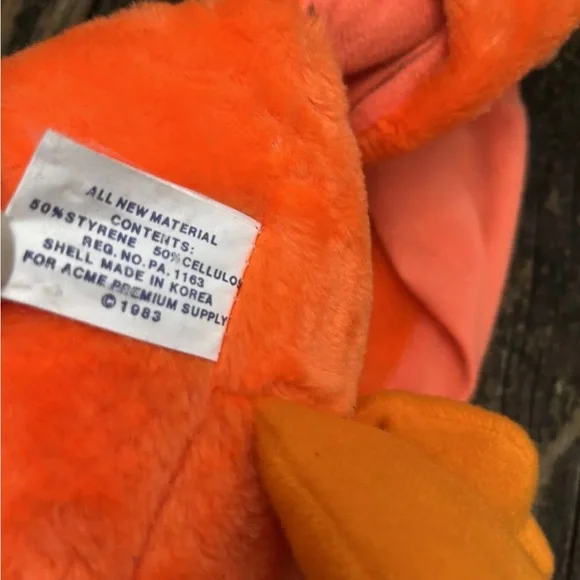 ALL NEW MATERIAL
CONTENTS:
50% STYRENE 50% CELLULOS
REG. NO. PA. 1163
SHELL MADE IN KOREA
FOR ACME PREMIUM SUPPLY
© 1983